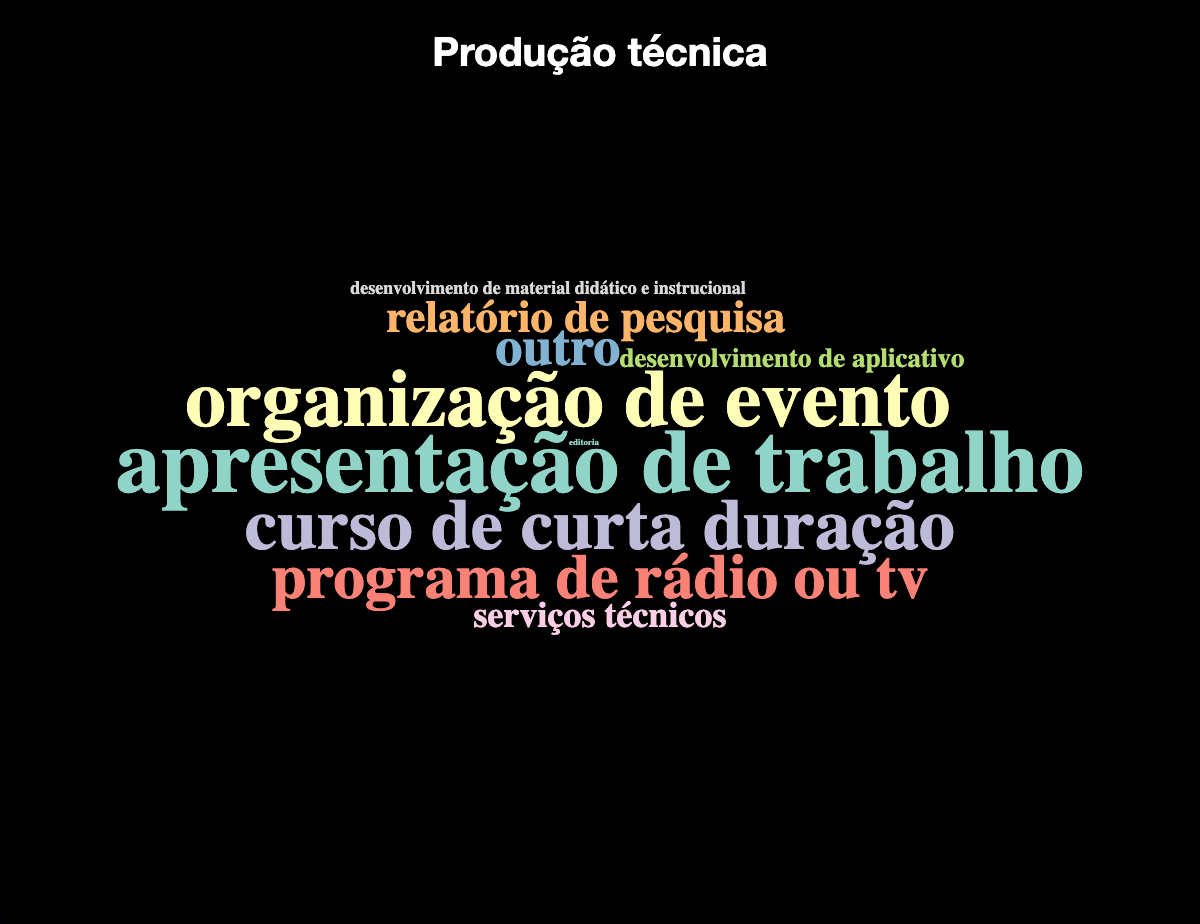 Produção técnica
desenvolvimento de material didático e instrucional
relatório de pesquisa
outro
desenvolvimento de aplicativo
organização de evento
editoria
apresentação de trabalho
curso de curta duração
programa de rádio ou tv
serviços técnicos